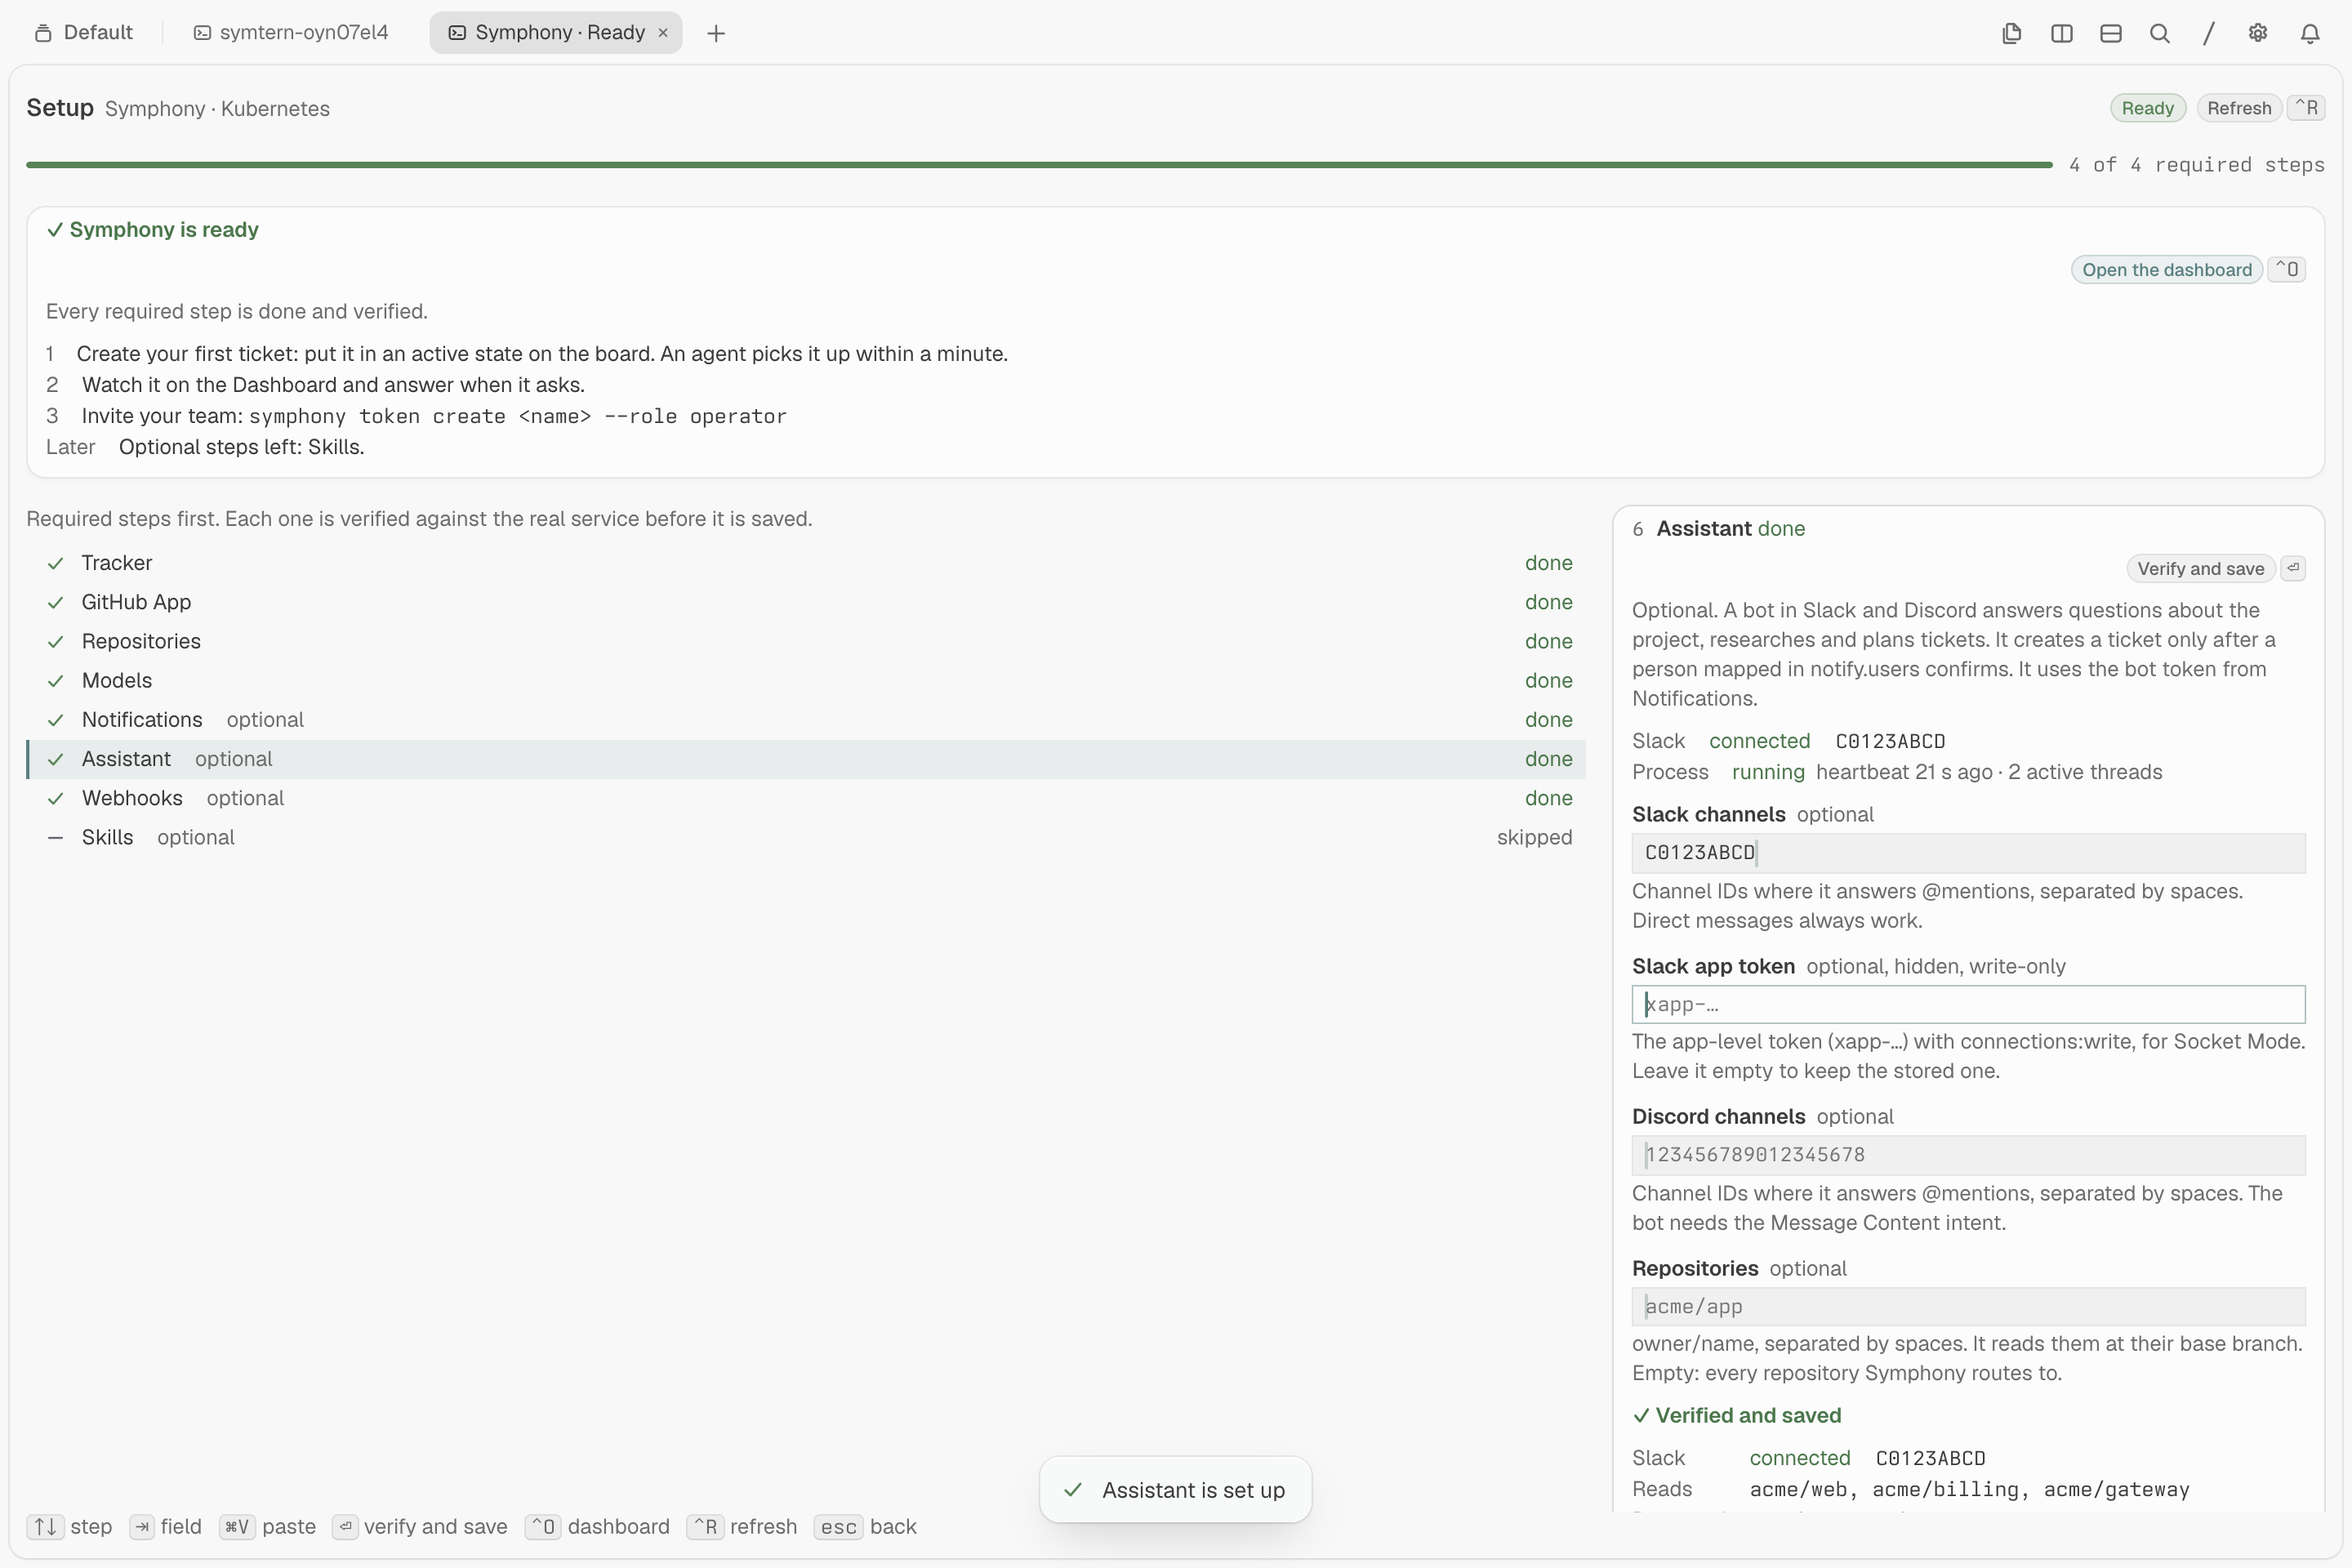 Default
symtern-oyn07el4
Symphony · Ready ×
Setup Symphony · Kubernetes
Ready Refresh ^R
4 of 4 required steps
✓ Symphony is ready
Open the dashboard ^O
Every required step is done and verified.
1 Create your first ticket: put it in an active state on the board. An agent picks it up within a minute.
2 Watch it on the Dashboard and answer when it asks.
3 Invite your team: symphony token create <name> --role operator
Later Optional steps left: Skills.
Required steps first. Each one is verified against the real service before it is saved.
✓ Tracker done
✓ GitHub App done
✓ Repositories done
✓ Models done
✓ Notifications optional done
✓ Assistant optional done
✓ Webhooks optional done
– Skills optional skipped
6 Assistant done
Verify and save ⏎
Optional. A bot in Slack and Discord answers questions about the
project, researches and plans tickets. It creates a ticket only after a
person mapped in notify.users confirms. It uses the bot token from
Notifications.
Slack connected C0123ABCD
Process running heartbeat 21 s ago · 2 active threads
Slack channels optional
C0123ABCD
Channel IDs where it answers @mentions, separated by spaces.
Direct messages always work.
Slack app token optional, hidden, write-only
xapp-…
The app-level token (xapp-…) with connections:write, for Socket Mode.
Leave it empty to keep the stored one.
Discord channels optional
123456789012345678
Channel IDs where it answers @mentions, separated by spaces. The
bot needs the Message Content intent.
Repositories optional
acme/app
owner/name, separated by spaces. It reads them at their base branch.
Empty: every repository Symphony routes to.
✓ Verified and saved
Slack connected C0123ABCD
Reads acme/web, acme/billing, acme/gateway
✓ Assistant is set up
↑↓ step ⇥ field ⌘V paste ⏎ verify and save ^O dashboard ^R refresh esc back